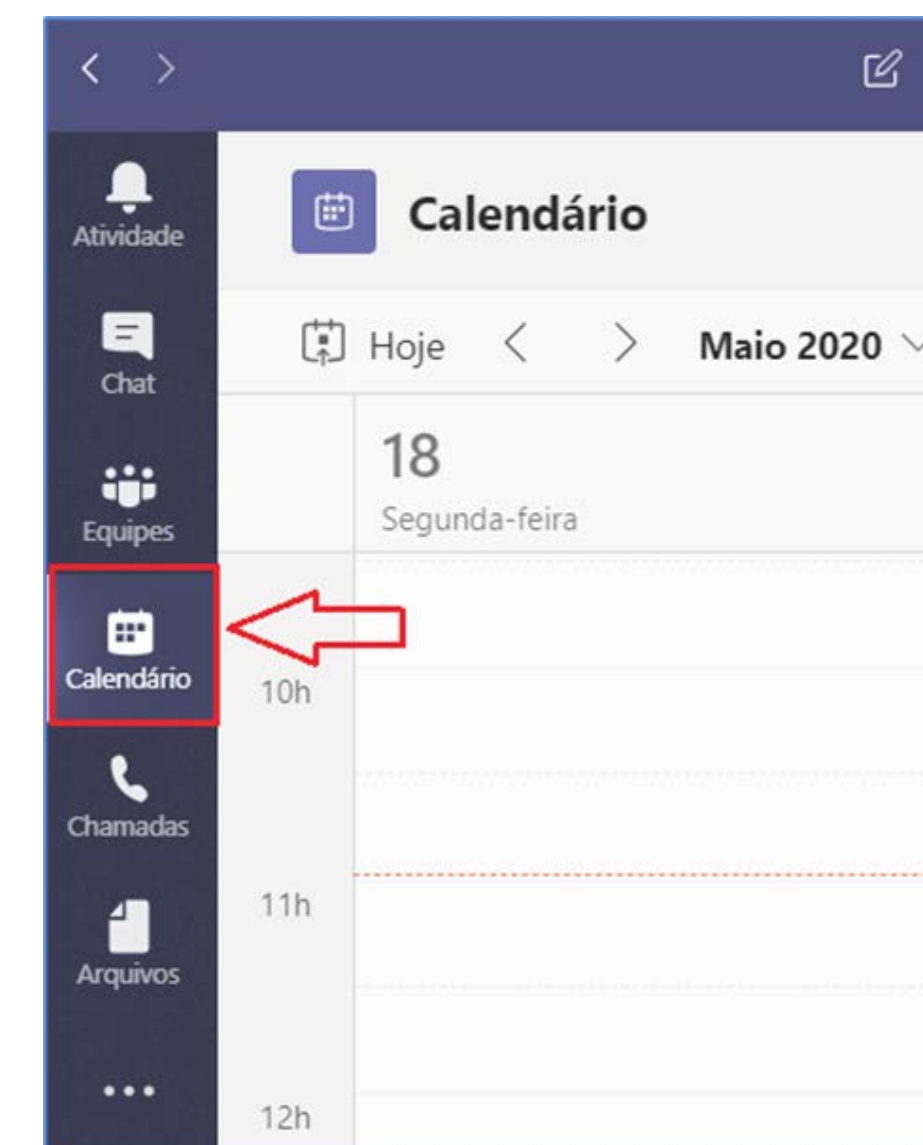 Calendário
Hoje Maio 2020
18
Segunda-feira
Atividade
Chat
Equipes
Calendário
Chamadas
Arquivos
10h
11h
12h